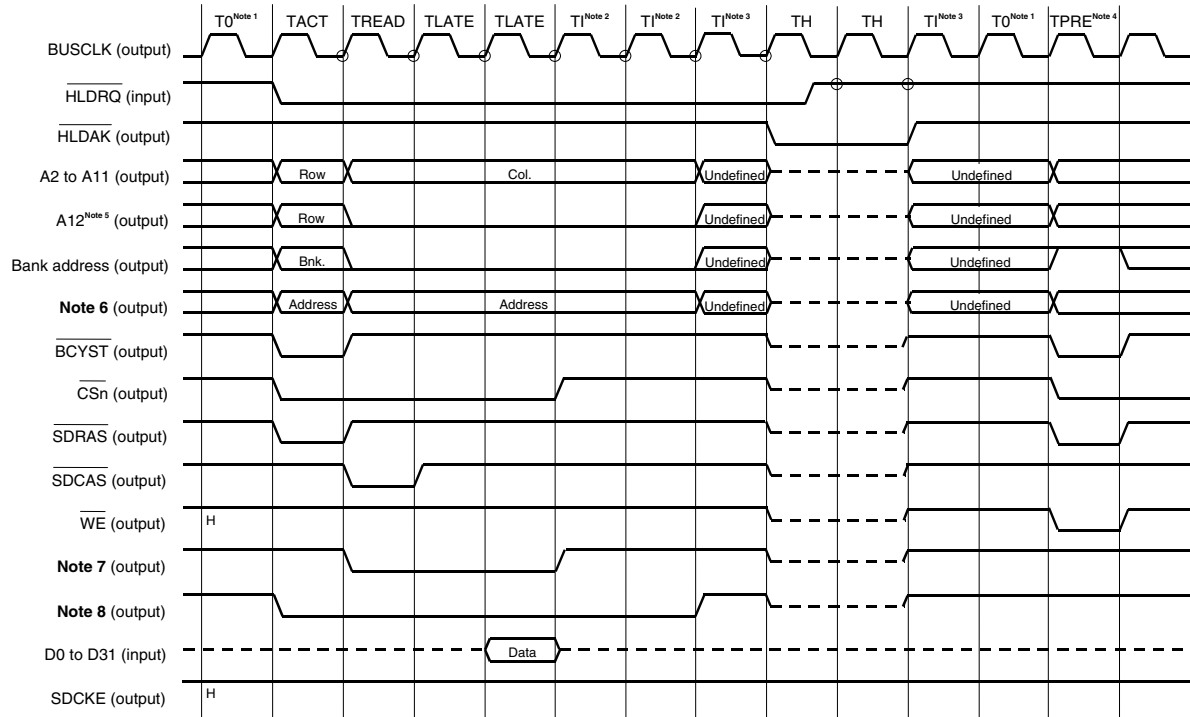 T0Note 1 TACT TREAD TLATE TLATE TINote 2 TINote 2 TINote 3 TH TH TINote 3 T0Note 1 TPRENote 4
BUSCLK (output)
HLDRQ (input)
HLDAK (output)
A2 to A11 (output) Row Col. Undefined Undefined
A12Note 5 (output) Row Undefined Undefined
Bank address (output) Bnk. Undefined Undefined
Note 6 (output) Address Address Undefined Undefined
BCYST (output)
CSn (output)
SDRAS (output)
SDCAS (output)
WE (output) H
Note 7 (output)
Note 8 (output)
D0 to D31 (input) Data
SDCKE (output) H